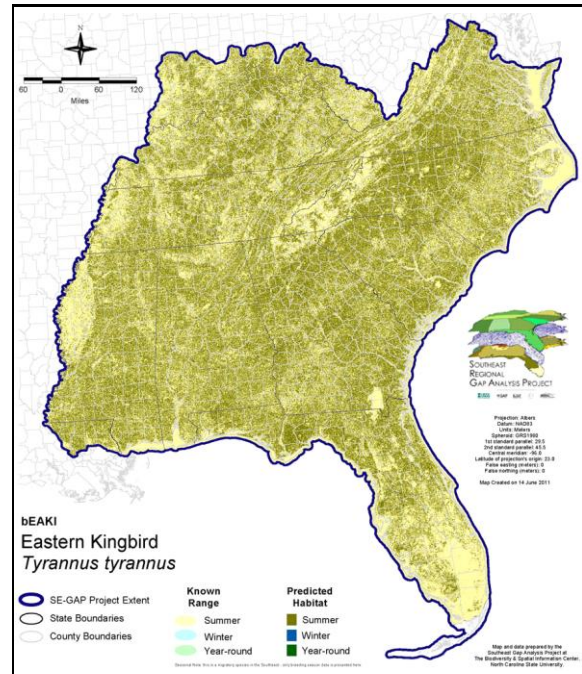 N
60 0 60 120
Miles
SOUTHEAST
REGIONAL
GAP ANALYSIS PROJECT
Projection: Albers
Datum: NAD83
Units: Meters
Spheroid: GRS1980
1st standard parallel: 29.5
2nd standard parallel: 45.5
Central meridian: -96.0
Latitude of projection's origin: 23.0
False easting (meters): 0
False northing (meters): 0
Map Created on 14 June 2011
bEAKI
Eastern Kingbird
Tyrannus tyrannus
SE-GAP Project Extent
State Boundaries
County Boundaries
Known
Range
Summer
Winter
Year-round
Predicted
Habitat
Summer
Winter
Year-round
Map and data prepared by the
Southeast Gap Analysis Project at
The Biodiversity & Spatial Information Center,
North Carolina State University.